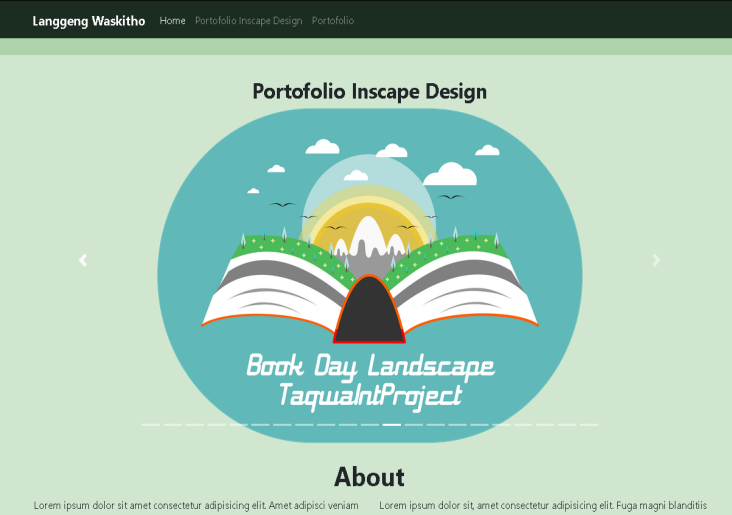 Langgeng Waskitho Home Portofolio Inscape Design Portofolio
Portofolio Inscape Design
Book Day Landscape
TaqwaIntProject
About
Lorem ipsum dolor sit amet consectetur adipisicing elit. Amet adipisci veniam
Lorem ipsum dolor sit, amet consectetur adipisicing elit. Fuga magni blanditiis